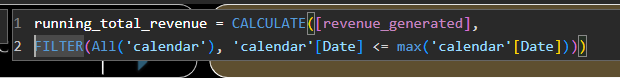 1 running_total_revenue = CALCULATE([revenue_generated],
2 FILTER(All('calendar'), 'calendar'[Date] <= max('calendar'[Date])))